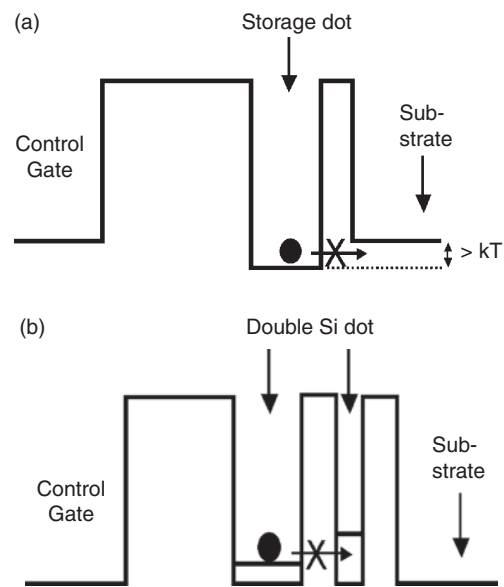 (a)
Storage dot
Control
Gate
Sub-
strate
> kT
(b)
Double Si dot
Control
Gate
Sub-
strate